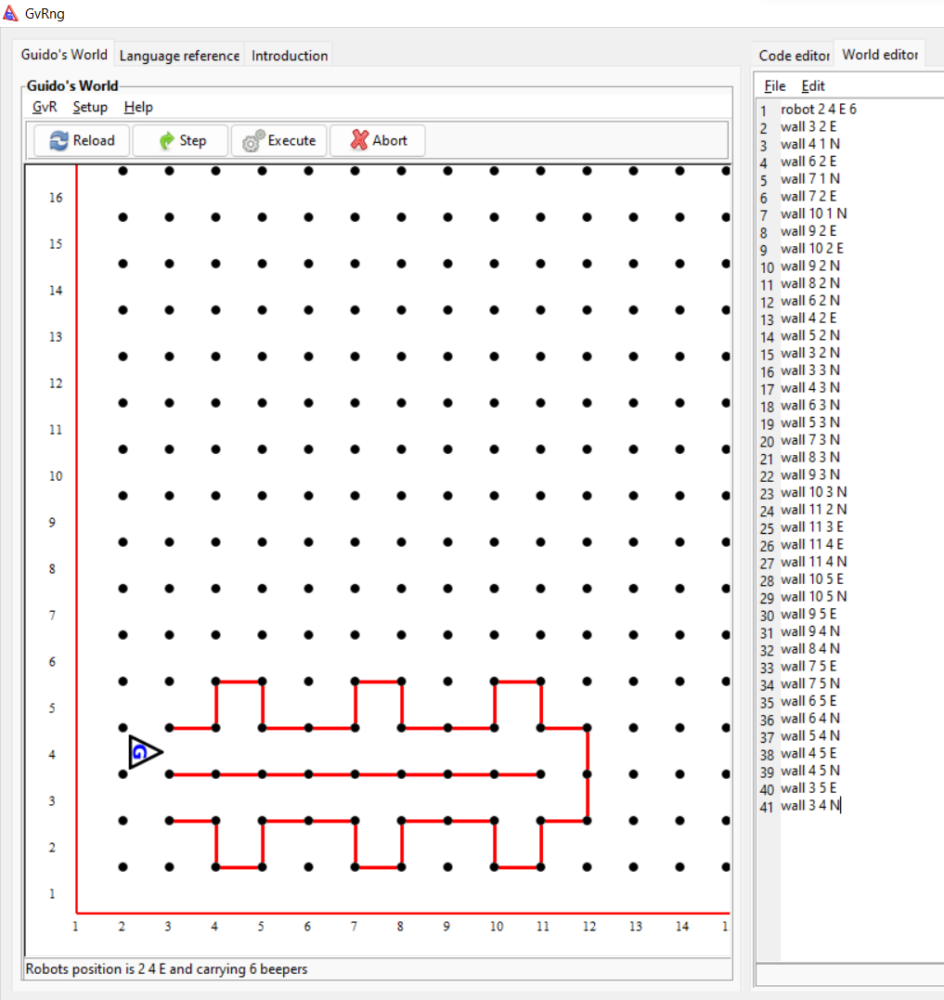 GvRng
Guido's World Language reference Introduction
Guido's World
GvR Setup Help
Reload Step Execute Abort
16
15
14
13
12
11
10
9
8
7
6
5
4
G
3
2
1
1 2 3 4 5 6 7 8 9 10 11 12 13 14 1
Robots position is 2 4 E and carrying 6 beepers
Code editor World editor
File Edit
1 robot 2 4 E 6
2 wall 3 2 E
3 wall 4 1 N
4 wall 6 2 E
5 wall 7 1 N
6 wall 7 2 E
7 wall 10 1 N
8 wall 9 2 E
9 wall 10 2 E
10 wall 9 2 N
11 wall 8 2 N
12 wall 6 2 N
13 wall 4 2 E
14 wall 5 2 N
15 wall 3 2 N
16 wall 3 3 N
17 wall 4 3 N
18 wall 6 3 N
19 wall 5 3 N
20 wall 7 3 N
21 wall 8 3 N
22 wall 9 3 N
23 wall 10 3 N
24 wall 11 2 N
25 wall 11 3 E
26 wall 11 4 E
27 wall 11 4 N
28 wall 10 5 E
29 wall 10 5 N
30 wall 9 5 E
31 wall 9 4 N
32 wall 8 4 N
33 wall 7 5 E
34 wall 7 5 N
35 wall 6 5 E
36 wall 6 4 N
37 wall 5 4 N
38 wall 4 5 E
39 wall 4 5 N
40 wall 3 5 E
41 wall 3 4 N